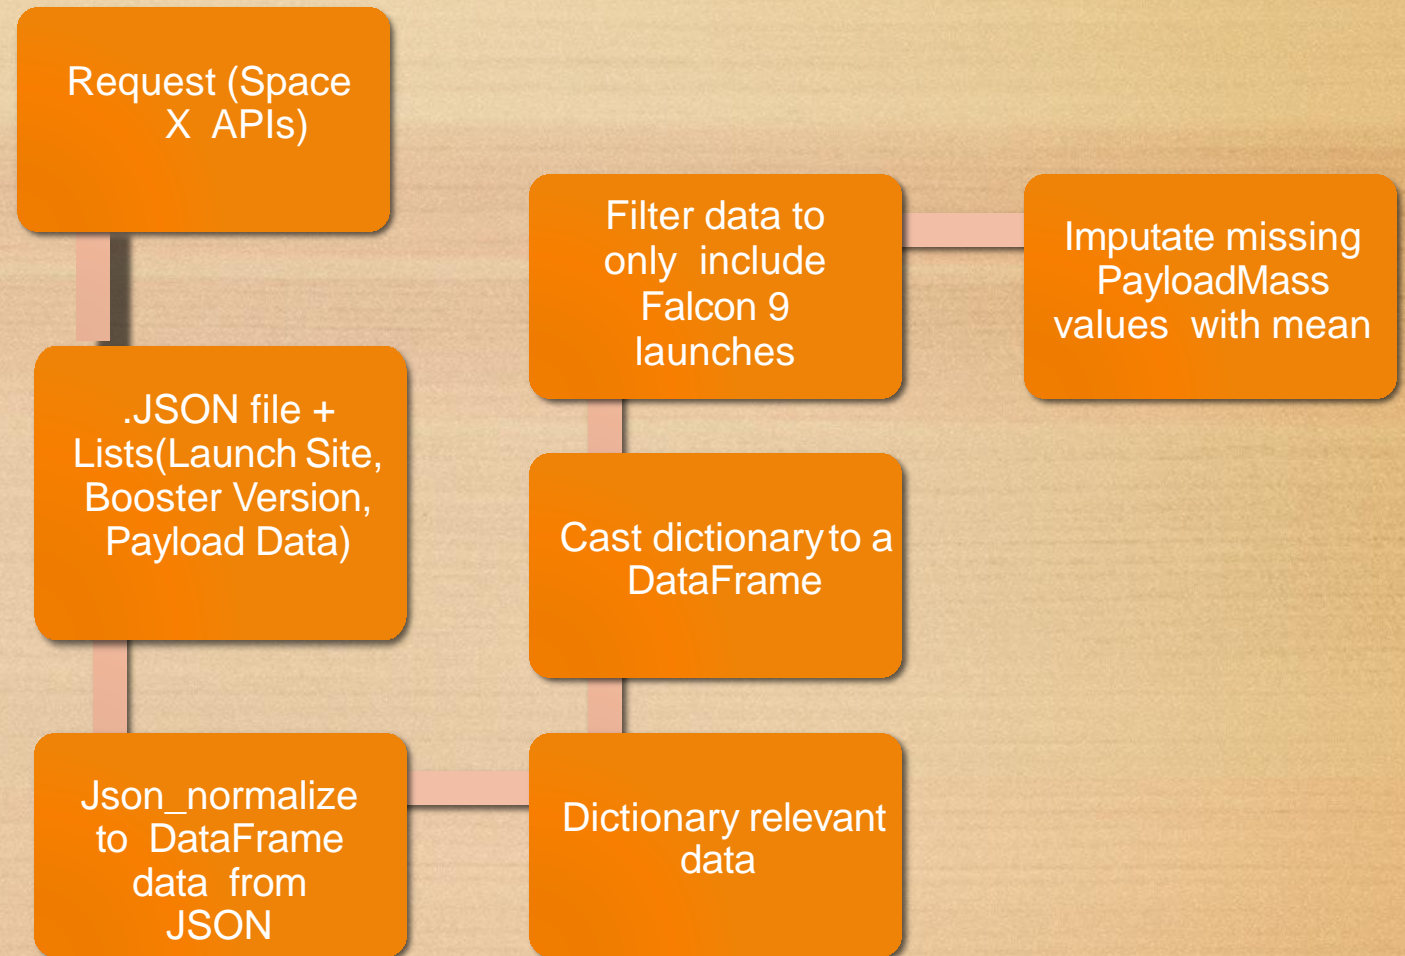 Request (Space
X APIs)
.JSON file +
Lists(Launch Site,
Booster Version,
Payload Data)
Json_normalize
to DataFrame
data from
JSON
Dictionary relevant
data
Cast dictionary to a
DataFrame
Filter data to
only include
Falcon 9
launches
Imputate missing
PayloadMass
values with mean